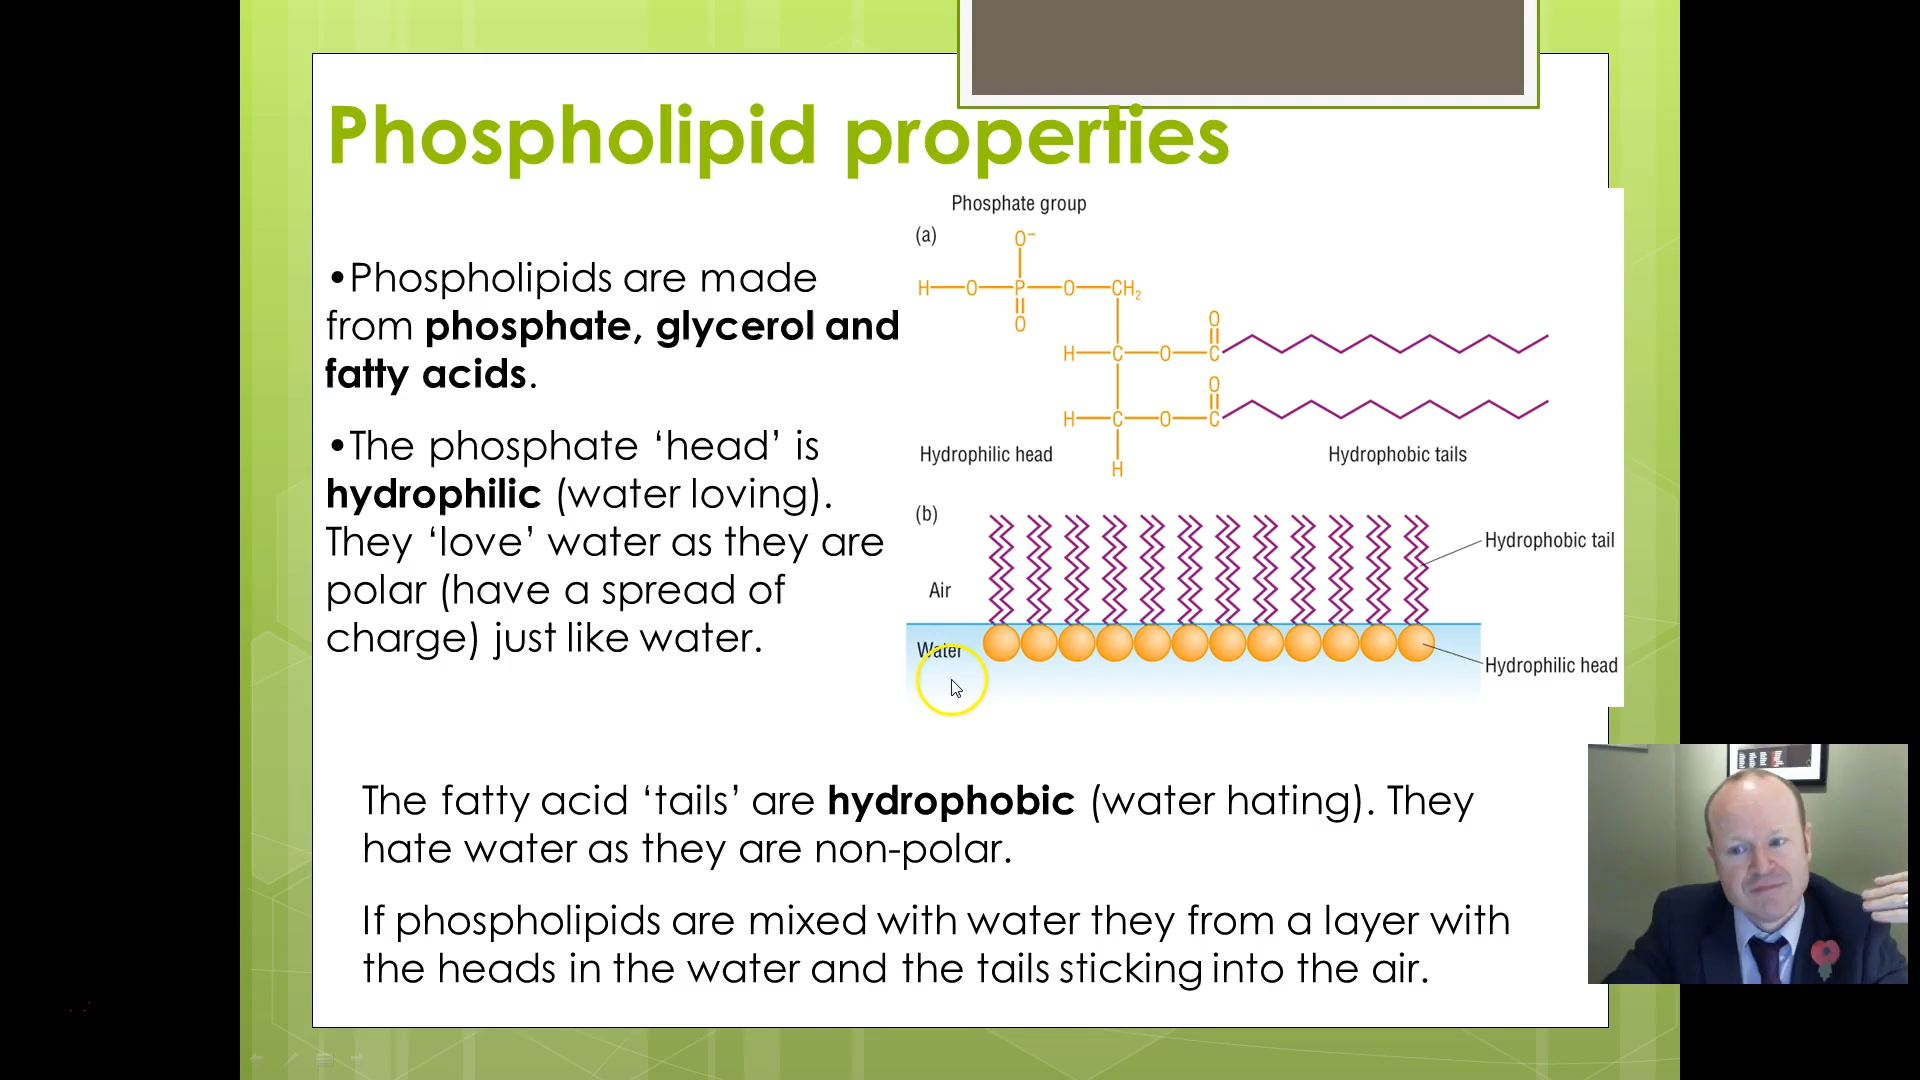 Phospholipid properties
•Phospholipids are made
from phosphate, glycerol and
fatty acids.
•The phosphate ‘head’ is
hydrophilic (water loving).
They ‘love’ water as they are
polar (have a spread of
charge) just like water.
Phosphate group
(a)
O⁻
H O P O CH₂
O
O
H C O C
O
H C O C
Hydrophilic head
Hydrophobic tails
H
(b)
Hydrophobic tail
Air
Water
Hydrophilic head
The fatty acid ‘tails’ are hydrophobic (water hating). They
hate water as they are non-polar.
If phospholipids are mixed with water they from a layer with
the heads in the water and the tails sticking into the air.